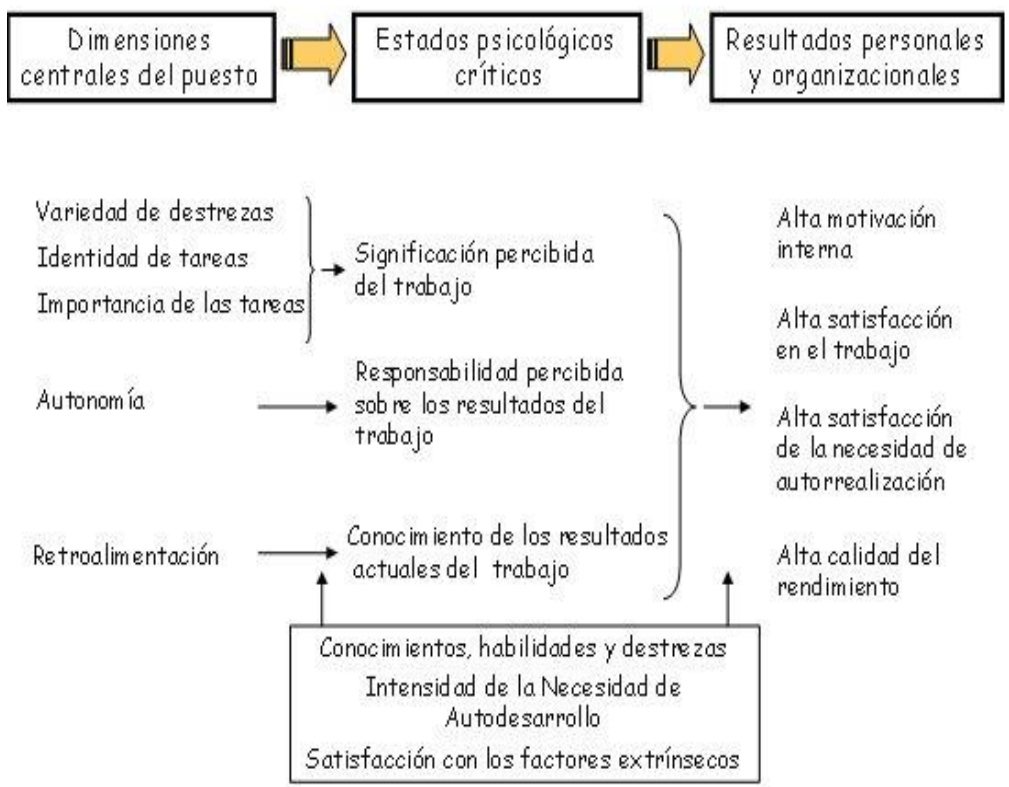 Dimensiones
centrales del puesto
Estados psicológicos
críticos
Resultados personales
y organizacionales
Variedad de destrezas
Identidad de tareas
Importancia de las tareas
Significación percibida
del trabajo
Autonomía
Responsabilidad percibida
sobre los resultados del
trabajo
Retroalimentación
Conocimiento de los resultados
actuales del trabajo
Alta motivación
interna
Alta satisfacción
en el trabajo
Alta satisfacción
de la necesidad de
autorrealización
Alta calidad del
rendimiento
Conocimientos, habilidades y destrezas
Intensidad de la Necesidad de
Autodesarrollo
Satisfacción con los factores extrínsecos